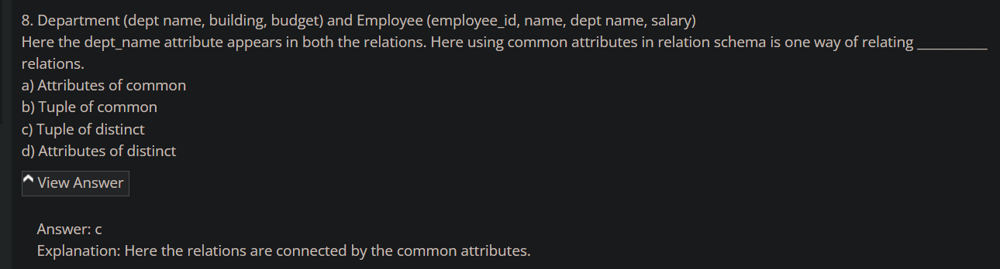 8. Department (dept name, building, budget) and Employee (employee_id, name, dept name, salary)
Here the dept_name attribute appears in both the relations. Here using common attributes in relation schema is one way of relating __________
relations.
a) Attributes of common
b) Tuple of common
c) Tuple of distinct
d) Attributes of distinct
View Answer
Answer: c
Explanation: Here the relations are connected by the common attributes.